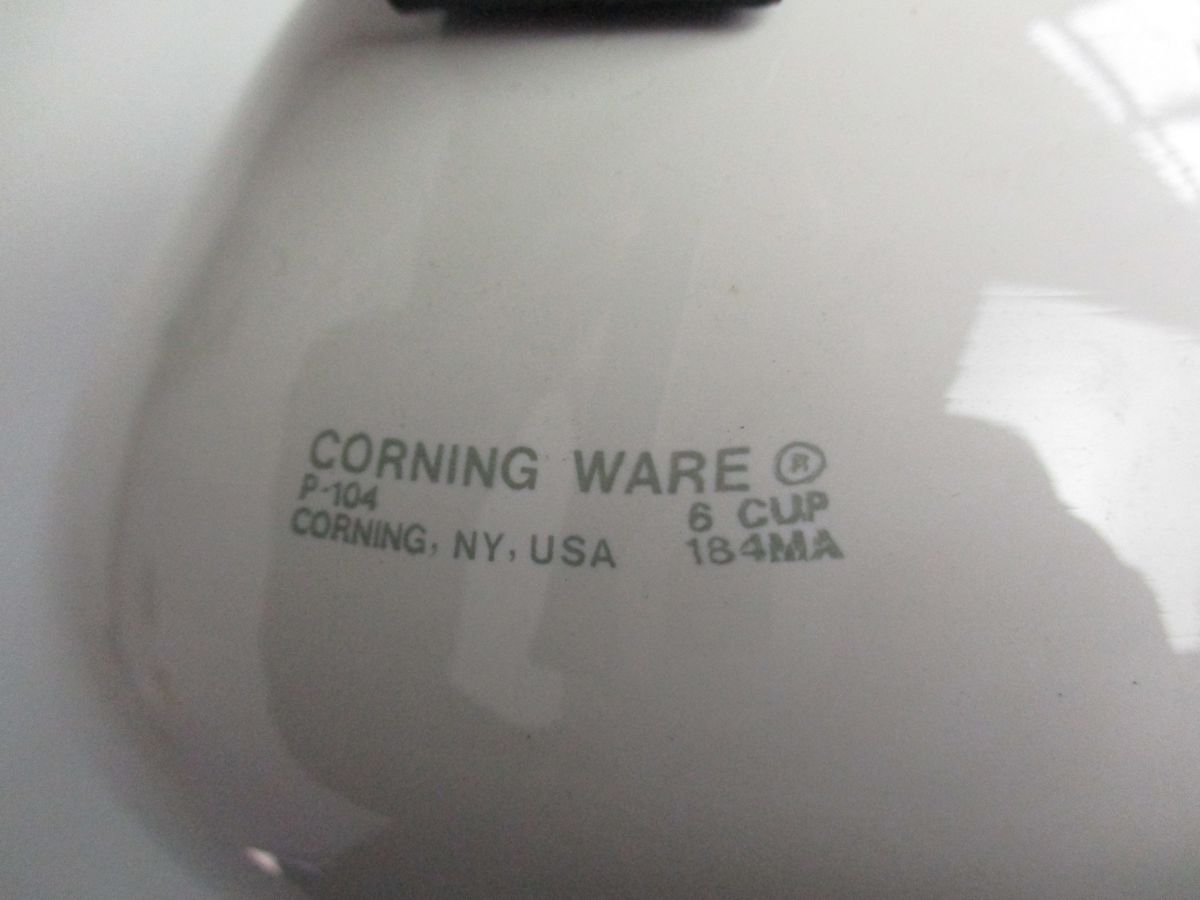 CORNING WARE ®
P-104 6 CUP
CORNING, NY, USA 184MA